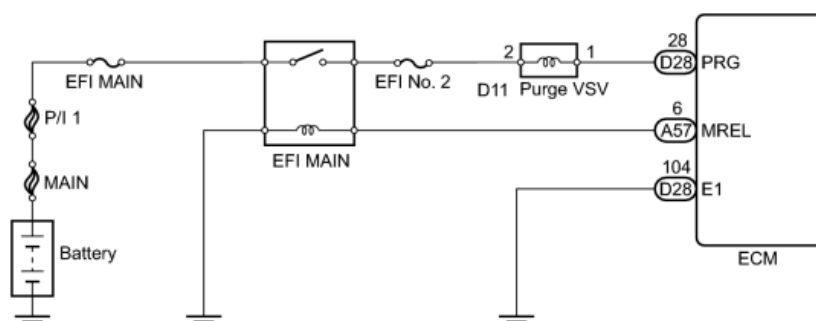 28
2 1
D28 PRG
EFI MAIN
EFI No. 2
D11 Purge VSV
P/I 1
6
A57 MREL
EFI MAIN
104
MAIN
D28 E1
Battery
ECM